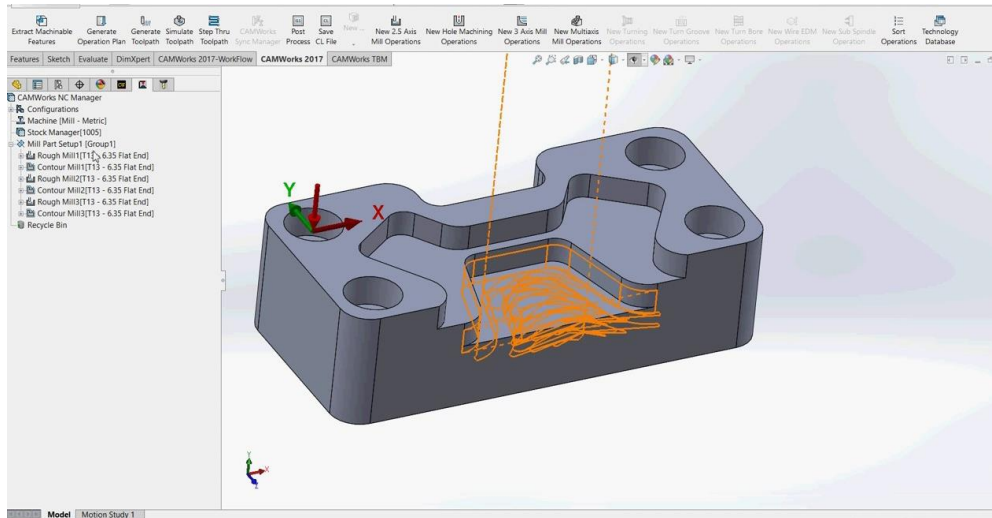 Extract Machinable Features
Generate Operation Plan
Generate Toolpath
Simulate Toolpath
Step Thru Toolpath
CAMWorks Sync Manager
Post Process
Save CL File
New ...
New 2.5 Axis Mill Operations
New Hole Machining Operations
New 3 Axis Mill Operations
New Multiaxis Mill Operations
New Turning Operations
New Turn Groove Operations
New Turn Bore Operations
New Wire EDM Operations
New Sub Spindle Operation
Sort Operations
Technology Database
Features Sketch Evaluate DimXpert CAMWorks 2017-WorkFlow CAMWorks 2017 CAMWorks TBM
CAMWorks NC Manager
Configurations
Machine [Mill - Metric]
Stock Manager[1005]
Mill Part Setup1 [Group1]
Rough Mill1[T13 - 6.35 Flat End]
Contour Mill1[T13 - 6.35 Flat End]
Rough Mill2[T13 - 6.35 Flat End]
Contour Mill2[T13 - 6.35 Flat End]
Rough Mill3[T13 - 6.35 Flat End]
Contour Mill3[T13 - 6.35 Flat End]
Recycle Bin
Y
X
Y
X
Z
Model Motion Study 1